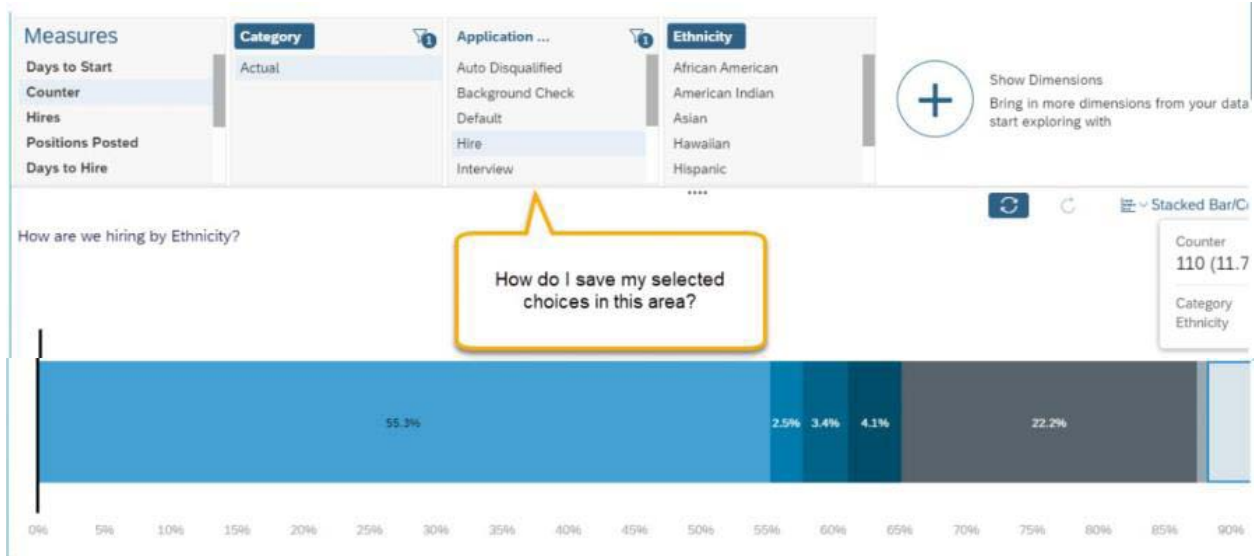 Measures
Days to Start
Counter
Hires
Positions Posted
Days to Hire
Category
1
Actual
Application ...
1
Auto Disqualified
Background Check
Default
Hire
Interview
Ethnicity
African American
American Indian
Asian
Hawaiian
Hispanic
Show Dimensions
Bring in more dimensions from your data
start exploring with
Stacked Bar/C
How are we hiring by Ethnicity?
How do I save my selected
choices in this area?
Counter
110 (11.7
Category
Ethnicity
55.3% 2.5% 3.4% 4.1% 22.2%
0% 5% 10% 15% 20% 25% 30% 35% 40% 45% 50% 55% 60% 65% 70% 75% 80% 85% 90%